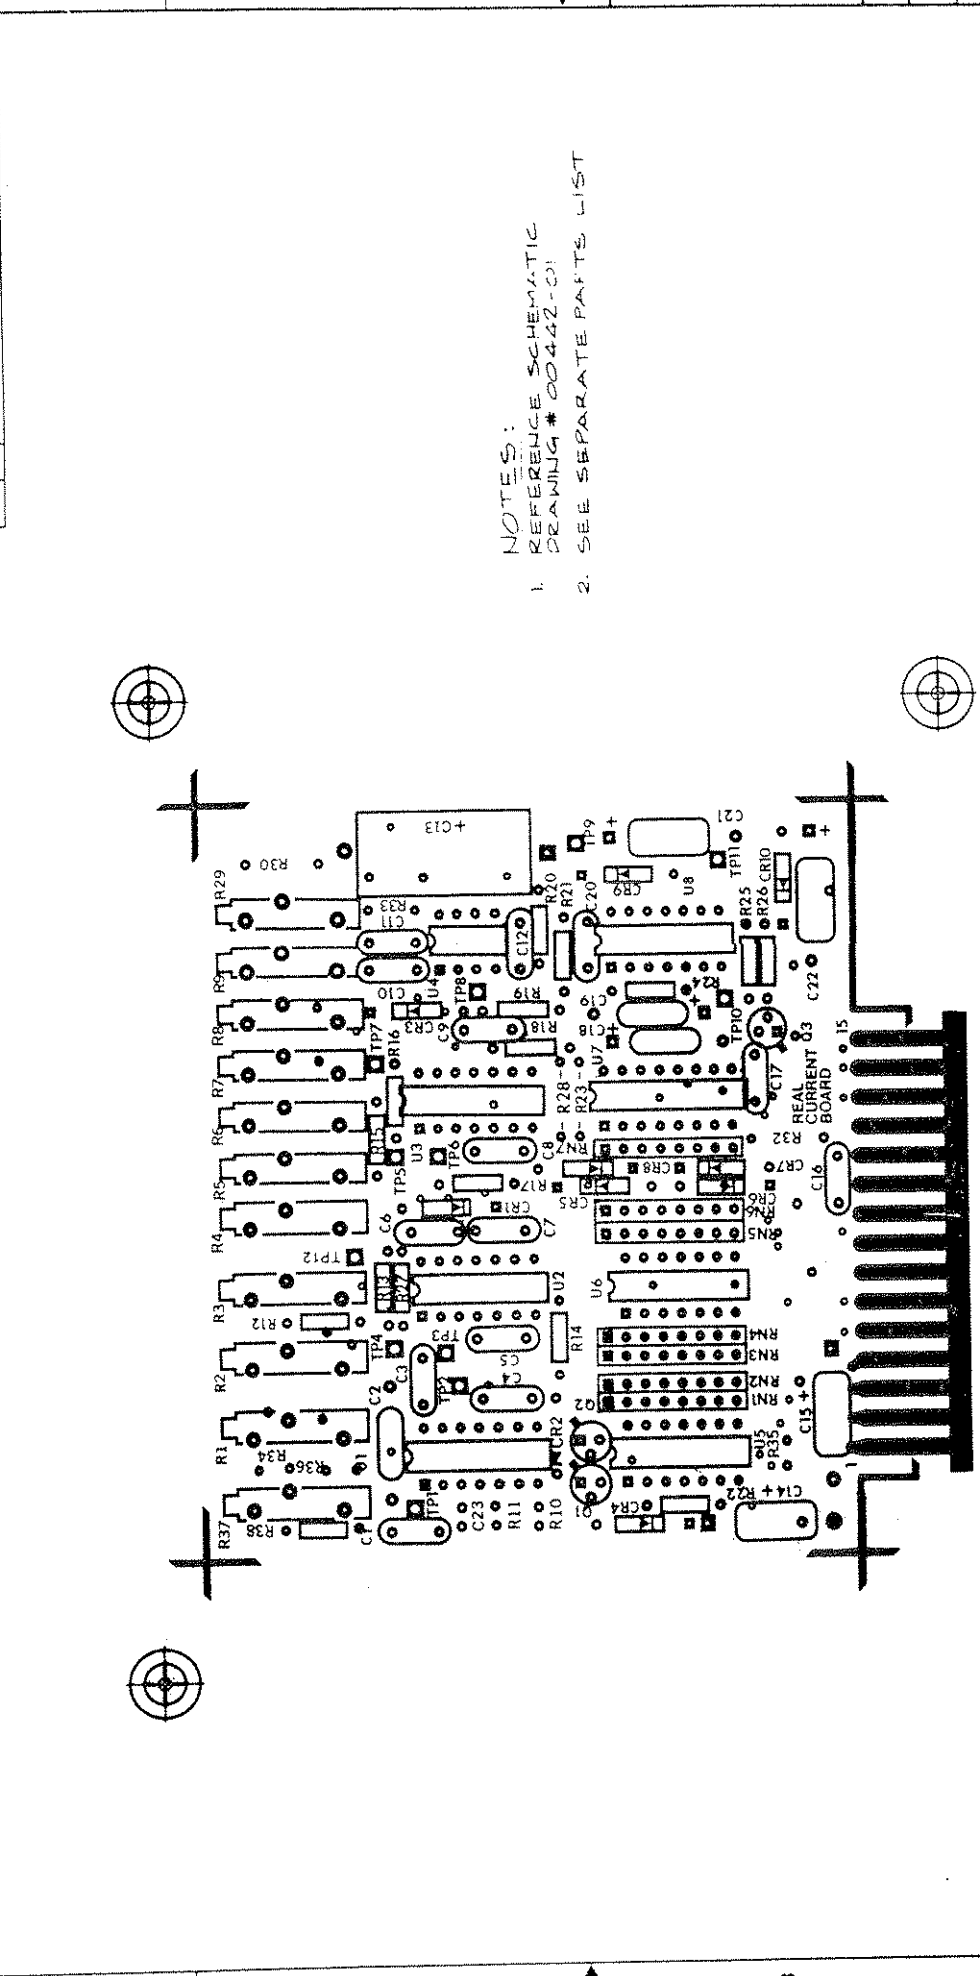 NOTES:
1. REFERENCE SCHEMATIC
DRAWING # 00442-01
2. SEE SEPARATE PARTS LIST
R37
R1
R2
R3
R4
R5
R6
R7
R8
R9
R29
R30
R38
R34
R36
R12
TP12
C2
TP4
C3
R13
R27
C6
TP5
R15
R16
TP7
C10
C11
R33
+C13
TP1
TP2
TP3
C4
C5
U2
CR1
C7
R17
U3
TP6
C8
CR3
C9
U4
TP8
R19
R18
C12
R20
R21
C23
R11
R10
CR2
Q2
R14
U6
CR5
RN7
R28
R23
U7
C18
+
C19
+
C20
TP9
+
CR4
R22
C14+
U5
R35
RN1
RN2
RN3
RN4
RN5
RN6
CR6
CR8
CR7
R32
C17
TP10
R24
Q3
R25
R26
U8
CR9
C21
TP11
CR10
+
C22
C15+
C16
REAL
CURRENT
BOARD
1
15